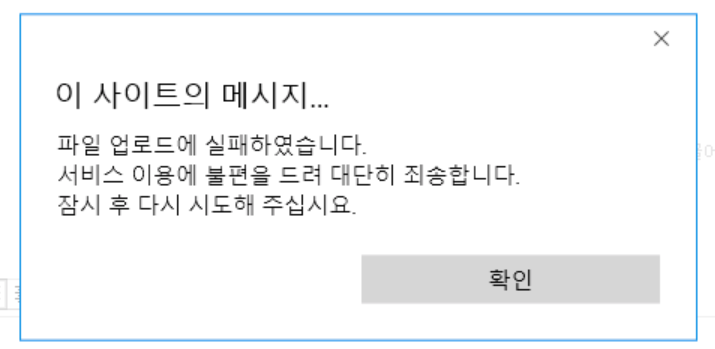 이 사이트의 메시지...
파일 업로드에 실패하였습니다.
서비스 이용에 불편을 드려 대단히 죄송합니다.
잠시 후 다시 시도해 주십시요.
확인